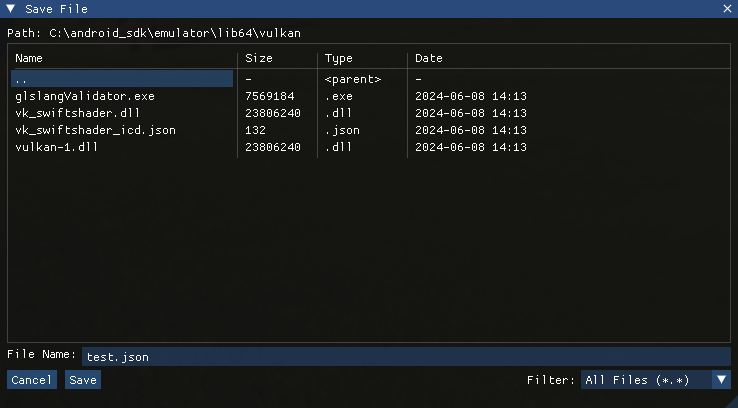 Save File
Path: C:\android_sdk\emulator\lib64\vulkan
Name Size Type Date
.. - <parent> -
glslangValidator.exe 7569184 .exe 2024-06-08 14:13
vk_swiftshader.dll 23806240 .dll 2024-06-08 14:13
vk_swiftshader_icd.json 132 .json 2024-06-08 14:13
vulkan-1.dll 23806240 .dll 2024-06-08 14:13
File Name: test.json
Cancel Save Filter: All Files (*.*)